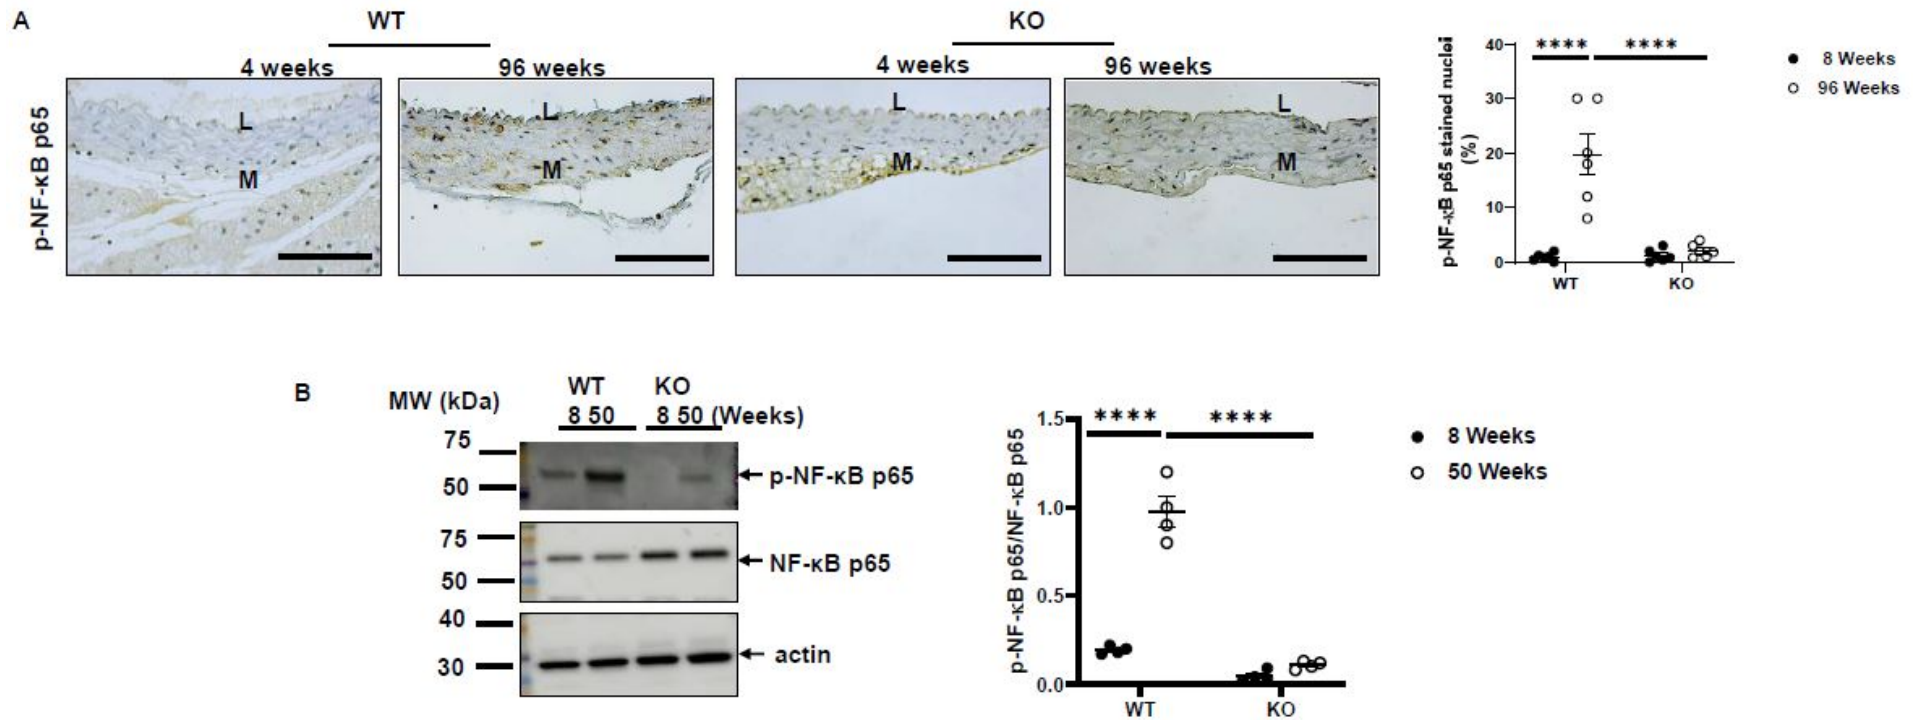 A
WT
KO
4 weeks
96 weeks
4 weeks
96 weeks
p-NF-κB p65
L
M
L
M
L
M
L
M
p-NF-κB p65 stained nuclei
(%)
40
30
20
10
0
**** ****
WT KO
8 Weeks
96 Weeks
B
MW (kDa)
WT KO
8 50 8 50 (Weeks)
75
50
p-NF-κB p65
75
50
NF-κB p65
40
30
actin
p-NF-κB p65/NF-κB p65
1.5
1.0
0.5
0.0
**** ****
WT KO
8 Weeks
50 Weeks